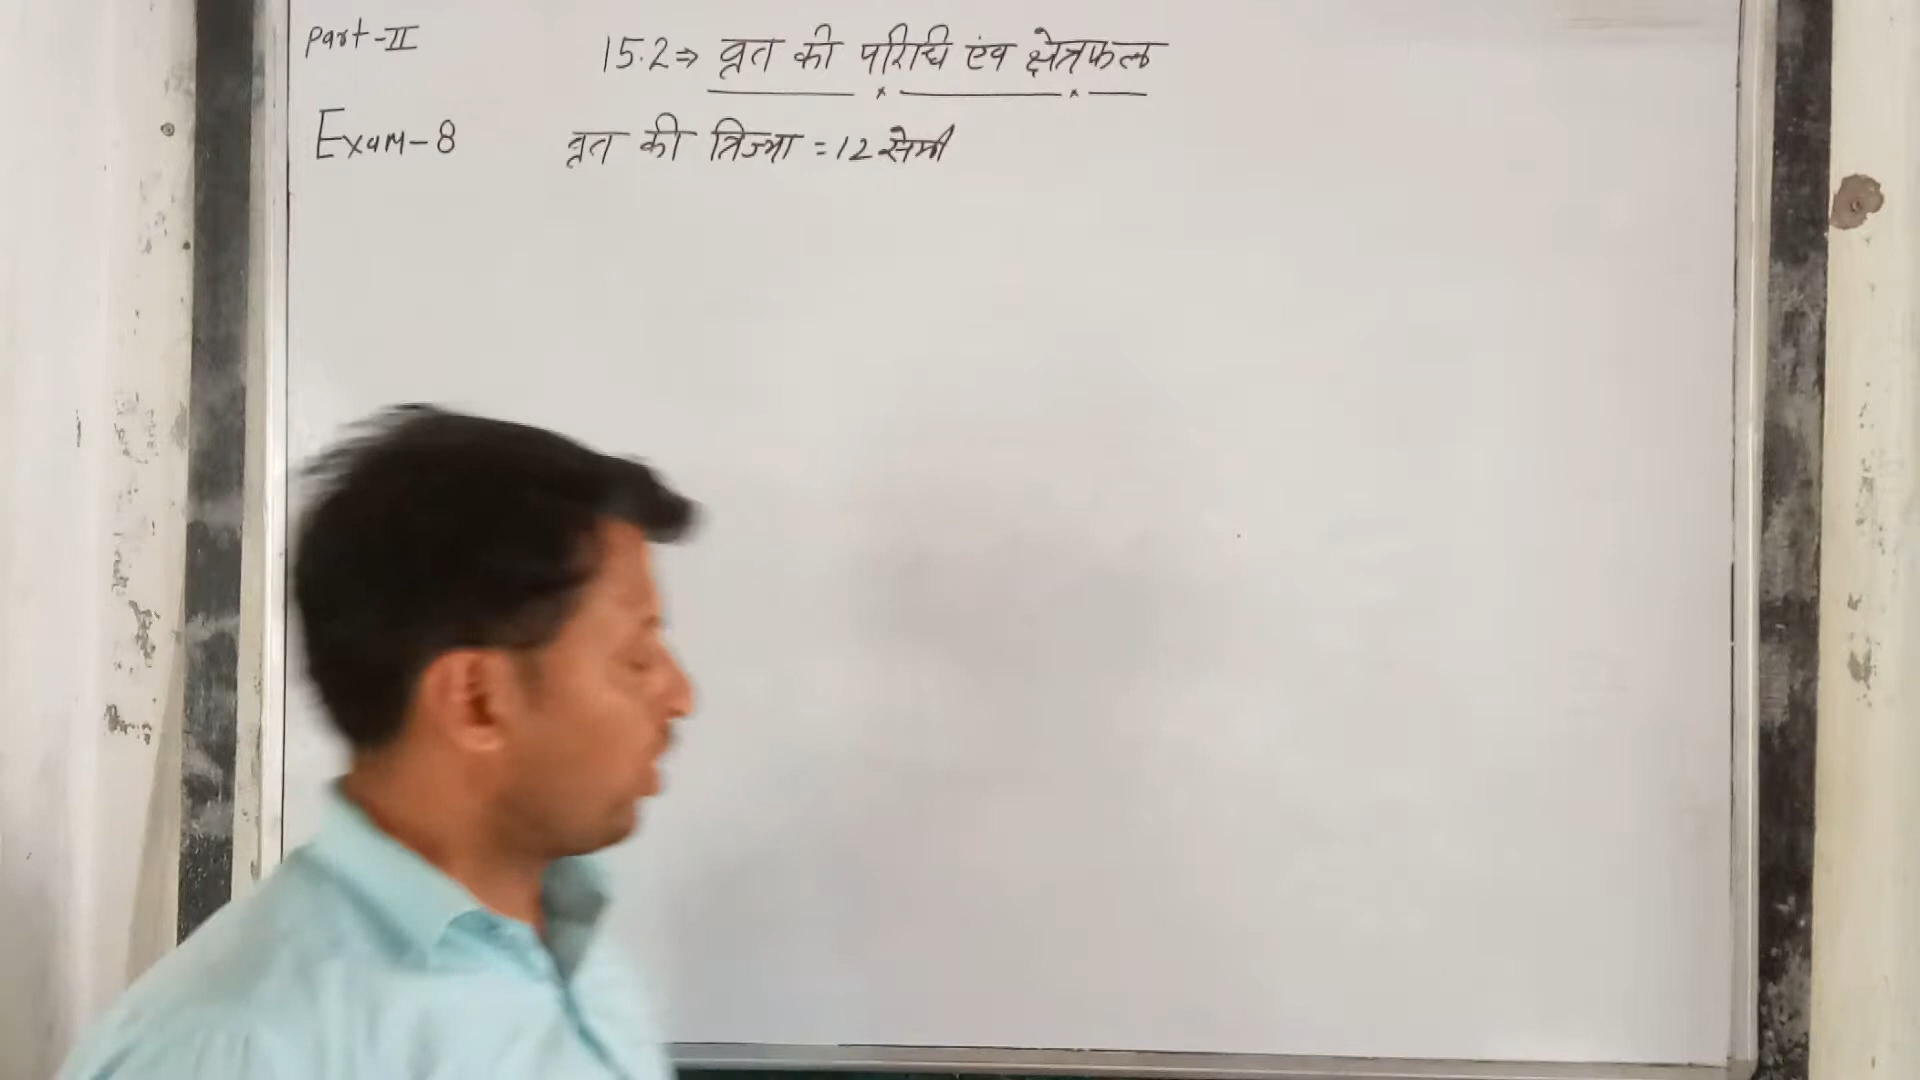 Part-II
15.2⇒ वृत की परिधि एंव क्षेत्रफल
Exam-8 वृत की त्रिज्या = 12 सेमी